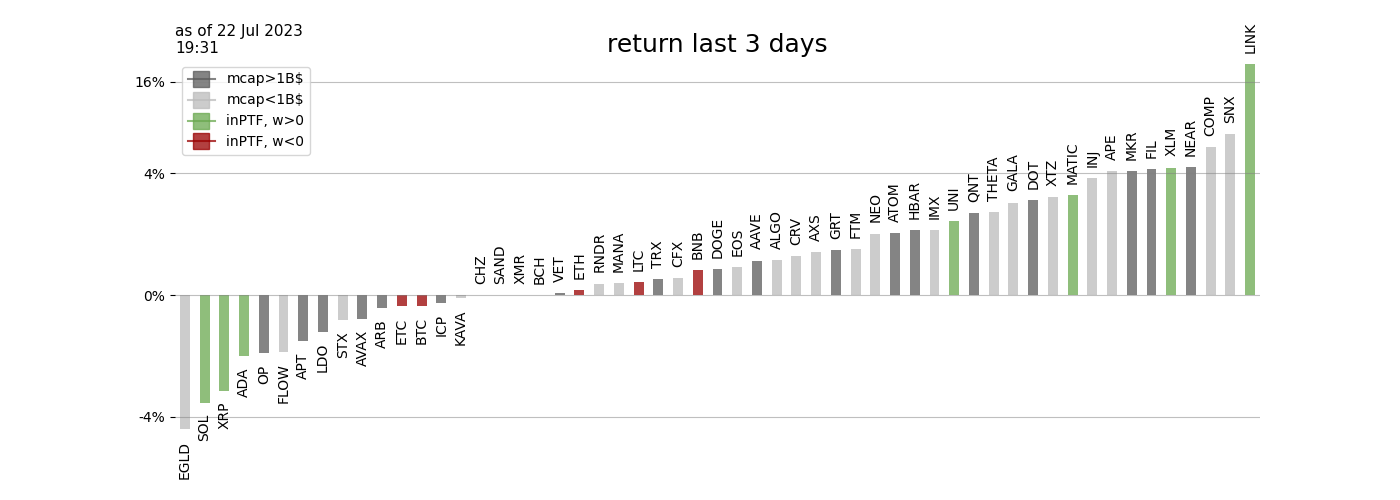 as of 22 Jul 2023
19:31
return last 3 days
mcap>1B$
mcap<1B$
inPTF, w>0
inPTF, w<0
16%
4%
0%
-4%
EGLD
SOL
XRP
ADA
OP
FLOW
APT
LDO
STX
AVAX
ARB
ETC
BTC
ICP
KAVA
CHZ
SAND
XMR
BCH
VET
ETH
RNDR
MANA
LTC
TRX
CFX
BNB
DOGE
EOS
AAVE
ALGO
CRV
AXS
GRT
FTM
NEO
ATOM
HBAR
IMX
UNI
QNT
THETA
GALA
DOT
XTZ
MATIC
INJ
APE
MKR
FIL
XLM
NEAR
COMP
SNX
LINK